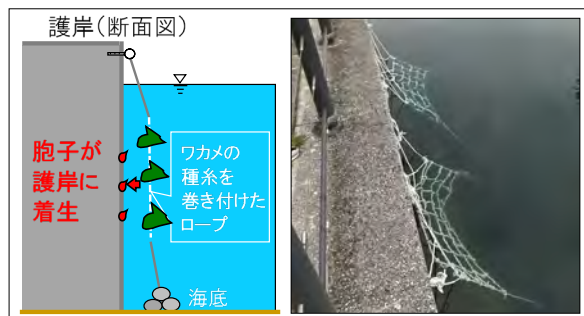 護岸(断面図)
胞子が
護岸に
着生
ワカメの
種糸を
巻き付けた
ロープ
海底